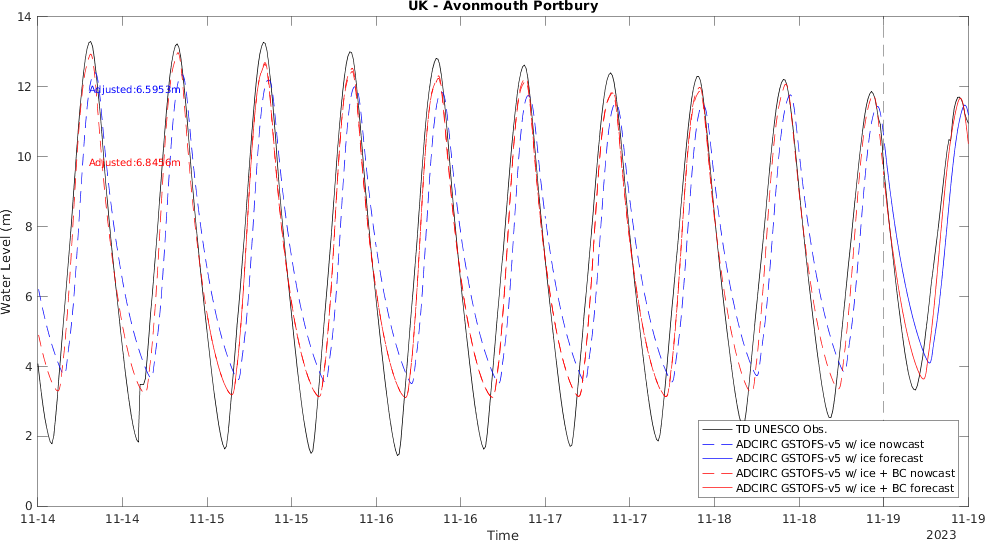 UK - Avonmouth Portbury
14
12
10
8
6
4
2
0
Water Level (m)
Adjusted:6.5953m
Adjusted:6.8456m
TD UNESCO Obs.
ADCIRC GSTOFS-v5 w/ ice nowcast
ADCIRC GSTOFS-v5 w/ ice forecast
ADCIRC GSTOFS-v5 w/ ice + BC nowcast
ADCIRC GSTOFS-v5 w/ ice + BC forecast
11-14 11-14 11-15 11-15 11-16 11-16 11-17 11-17 11-18 11-18 11-19 11-19
Time
2023